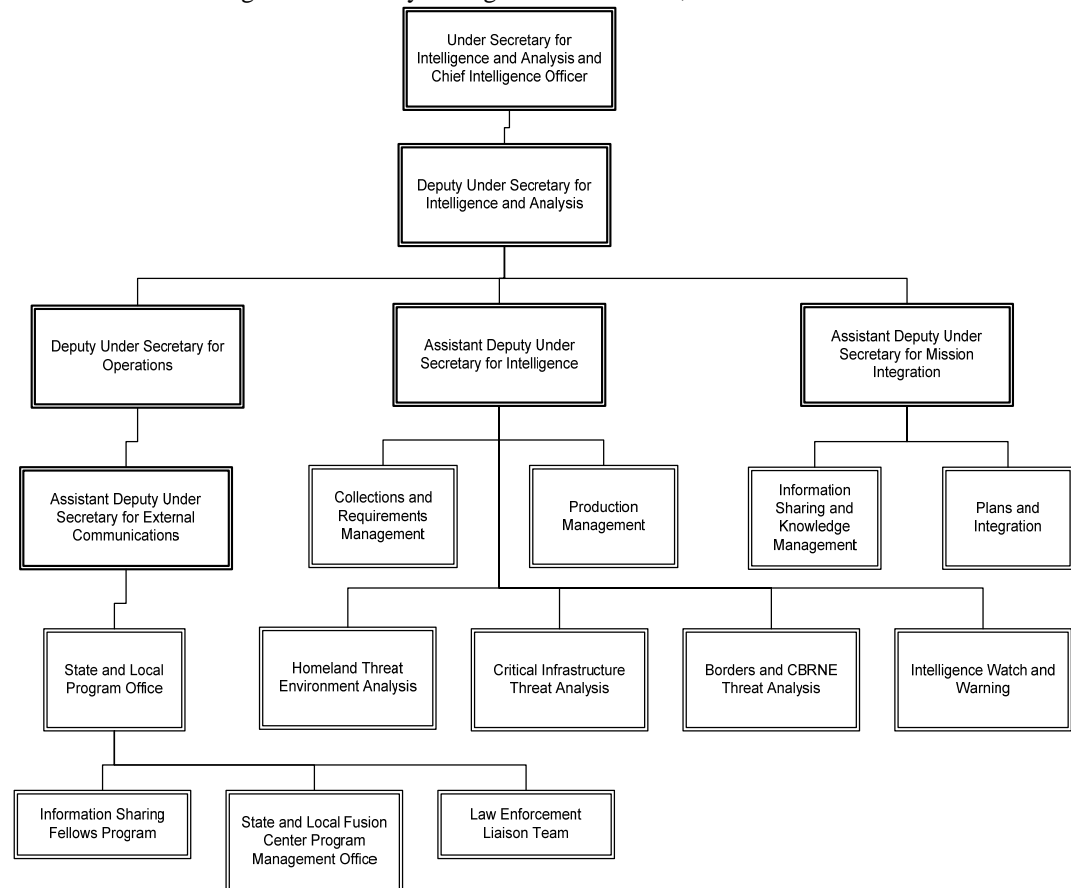 Under Secretary for
Intelligence and Analysis and
Chief Intelligence Officer
Deputy Under Secretary for
Intelligence and Analysis
Deputy Under Secretary for
Operations
Assistant Deputy Under
Secretary for Intelligence
Assistant Deputy Under
Secretary for Mission
Integration
Assistant Deputy Under
Secretary for External
Communications
Collections and
Requirements
Management
Production
Management
Information
Sharing and
Knowledge
Management
Plans and
Integration
State and Local
Program Office
Homeland Threat
Environment Analysis
Critical Infrastructure
Threat Analysis
Borders and CBRNE
Threat Analysis
Intelligence Watch and
Warning
Information Sharing
Fellows Program
State and Local Fusion
Center Program
Management Office
Law Enforcement
Liaison Team